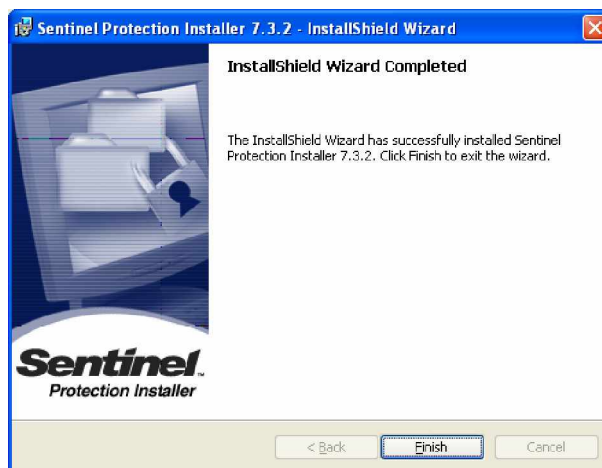 Sentinel Protection Installer 7.3.2 - InstallShield Wizard
InstallShield Wizard Completed
The InstallShield Wizard has successfully installed Sentinel
Protection Installer 7.3.2. Click Finish to exit the wizard.
Sentinel™
Protection Installer
< Back
Finish
Cancel